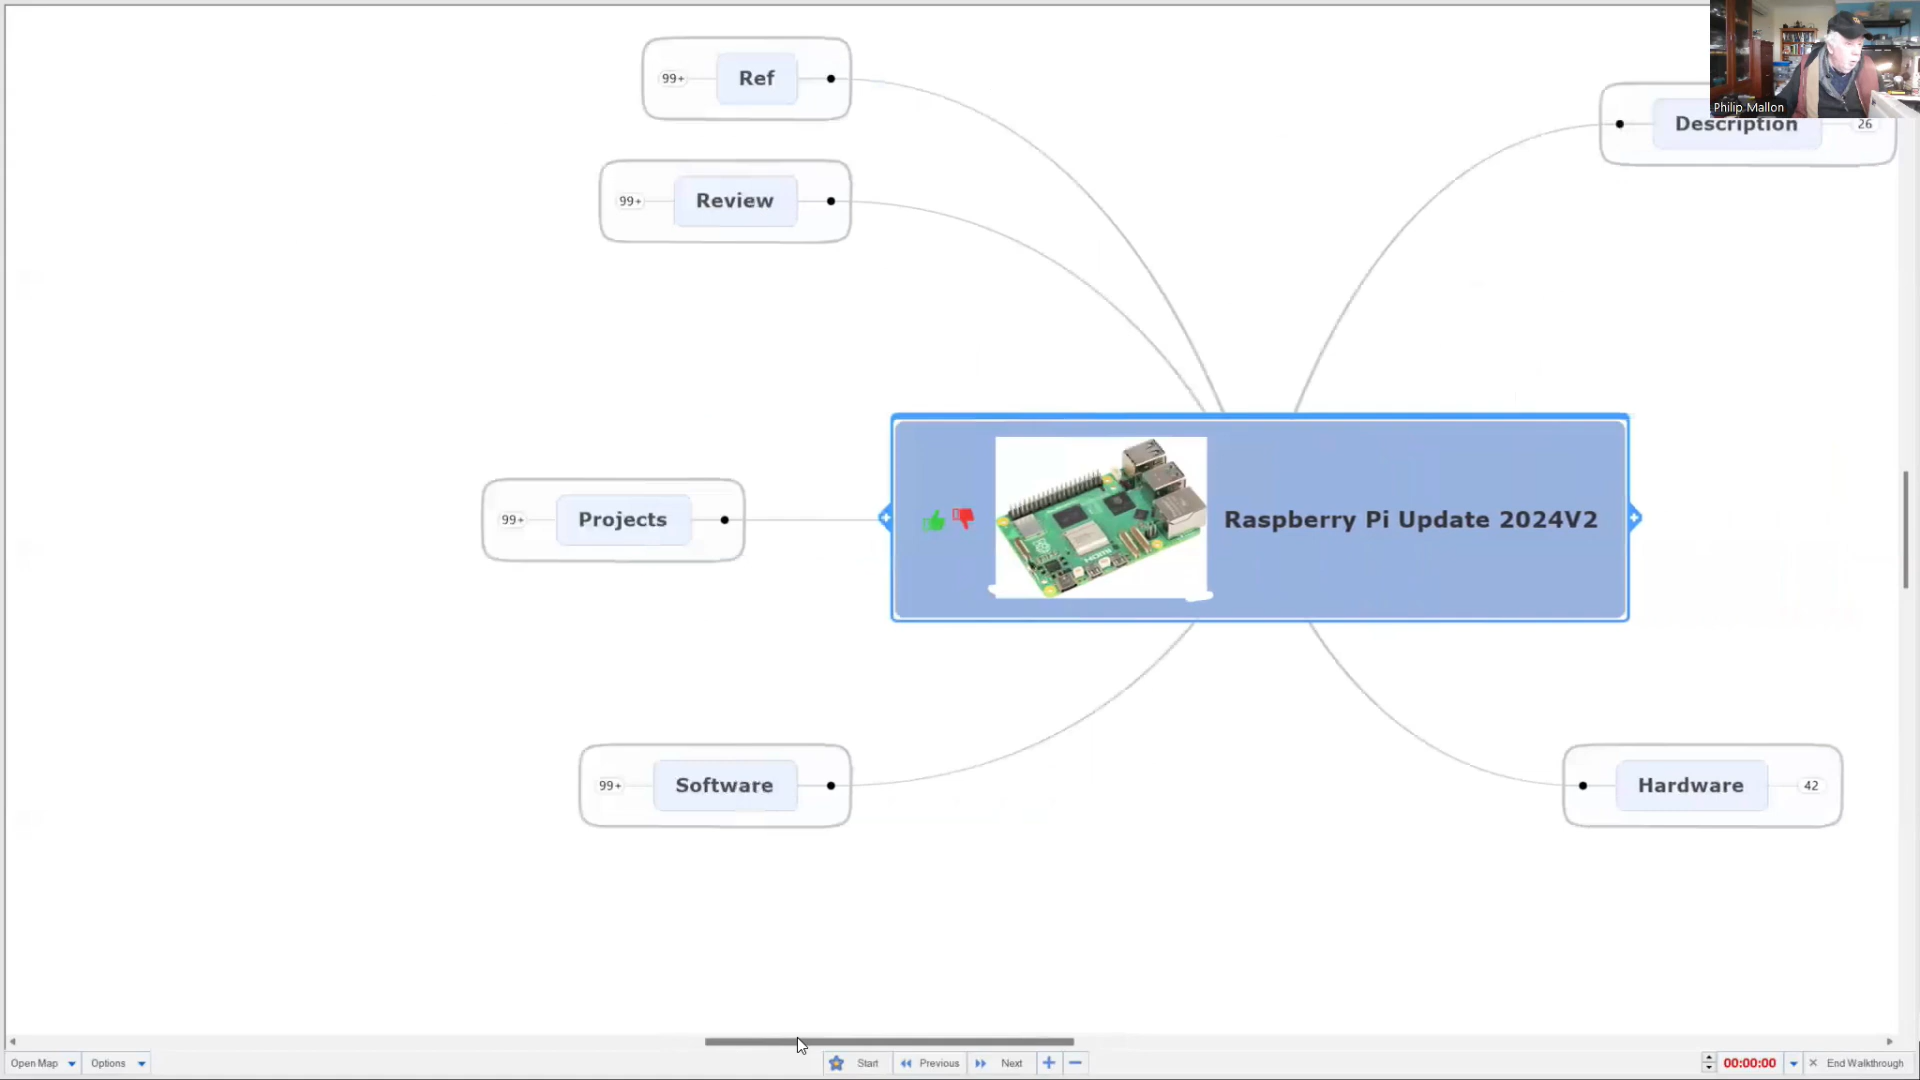 99+ Ref
Philip Mallon
Description 26
99+ Review
99+ Projects
Raspberry Pi Update 2024V2
99+ Software
Hardware 42
Open Map Options Start Previous Next 00:00:00 End Walkthrough